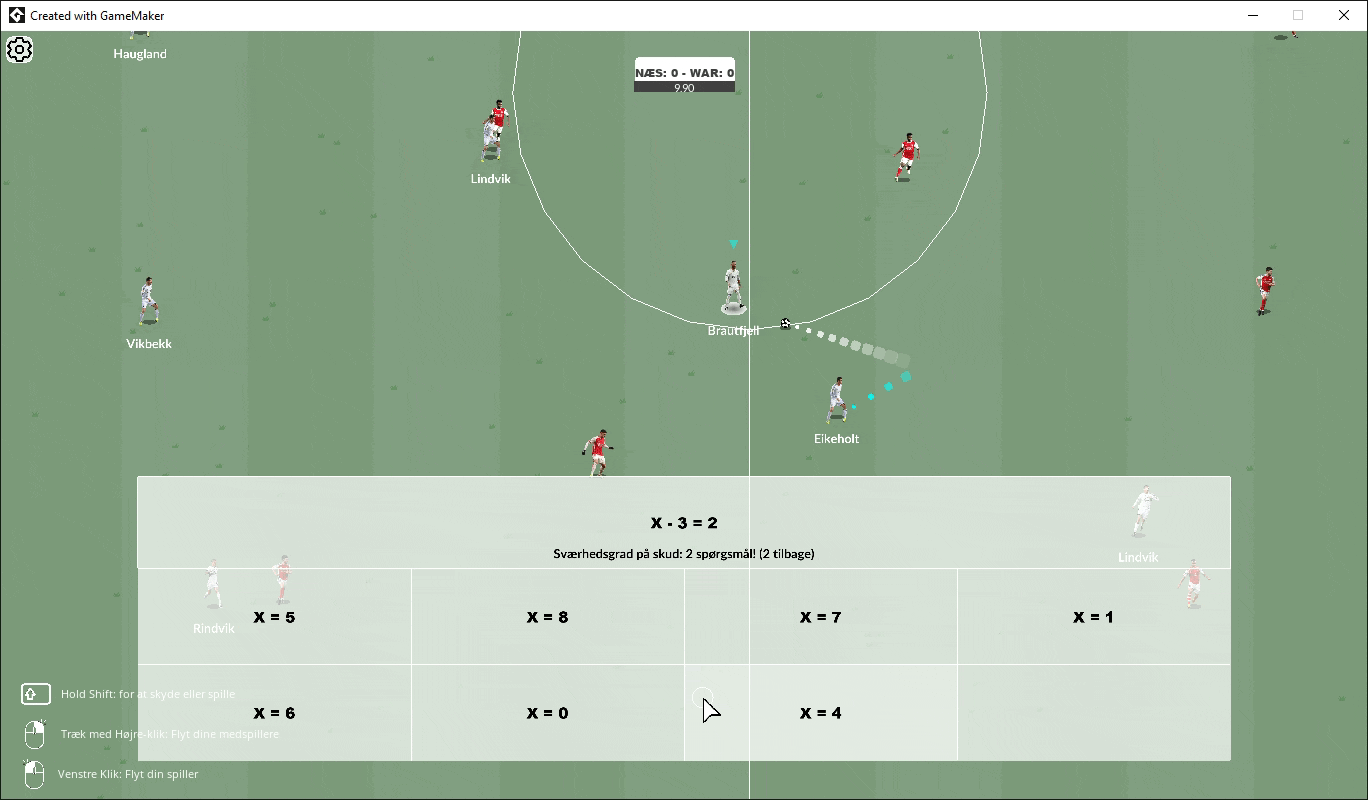 Created with GameMaker
Haugland
NÆS: 0 - WAR: 0
9.90
Lindvik
Brautfjell
Vikbekk
Eikeholt
X - 3 = 2
Sværhedsgrad på skud: 2 spørgsmål! (2 tilbage)
Lindvik
X = 5
X = 8
X = 7
X = 1
Rindvik
Hold Shift: for at skyde eller spille
X = 6
X = 0
X = 4
Træk med Højre-klik: Flyt dine medspillere
Venstre Klik: Flyt din spiller